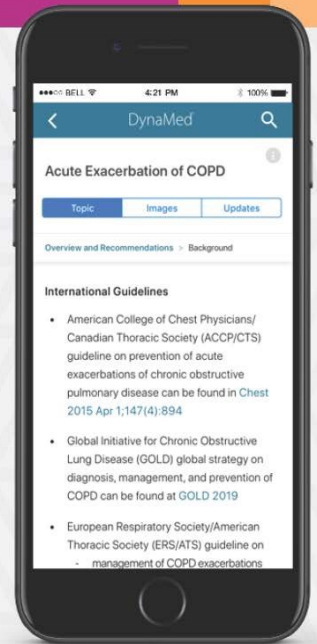 BELL 4:21 PM 100%
DynaMed
Acute Exacerbation of COPD
Topic Images Updates
Overview and Recommendations > Background
International Guidelines
• American College of Chest Physicians/
Canadian Thoracic Society (ACCP/CTS)
guideline on prevention of acute
exacerbations of chronic obstructive
pulmonary disease can be found in Chest
2015 Apr 1;147(4):894
• Global Initiative for Chronic Obstructive
Lung Disease (GOLD) global strategy on
diagnosis, management, and prevention of
COPD can be found at GOLD 2019
• European Respiratory Society/American
Thoracic Society (ERS/ATS) guideline on
- management of COPD exacerbations